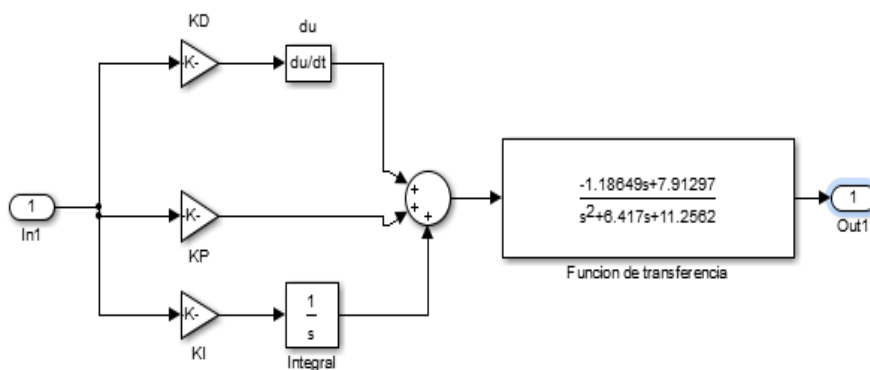 KD
du
-K-
du/dt
1
In1
-K-
KP
+
+
+
-1.18649s+7.91297
s²+6.417s+11.2562
Funcion de transferencia
1
Out1
-K-
KI
1
s
Integral